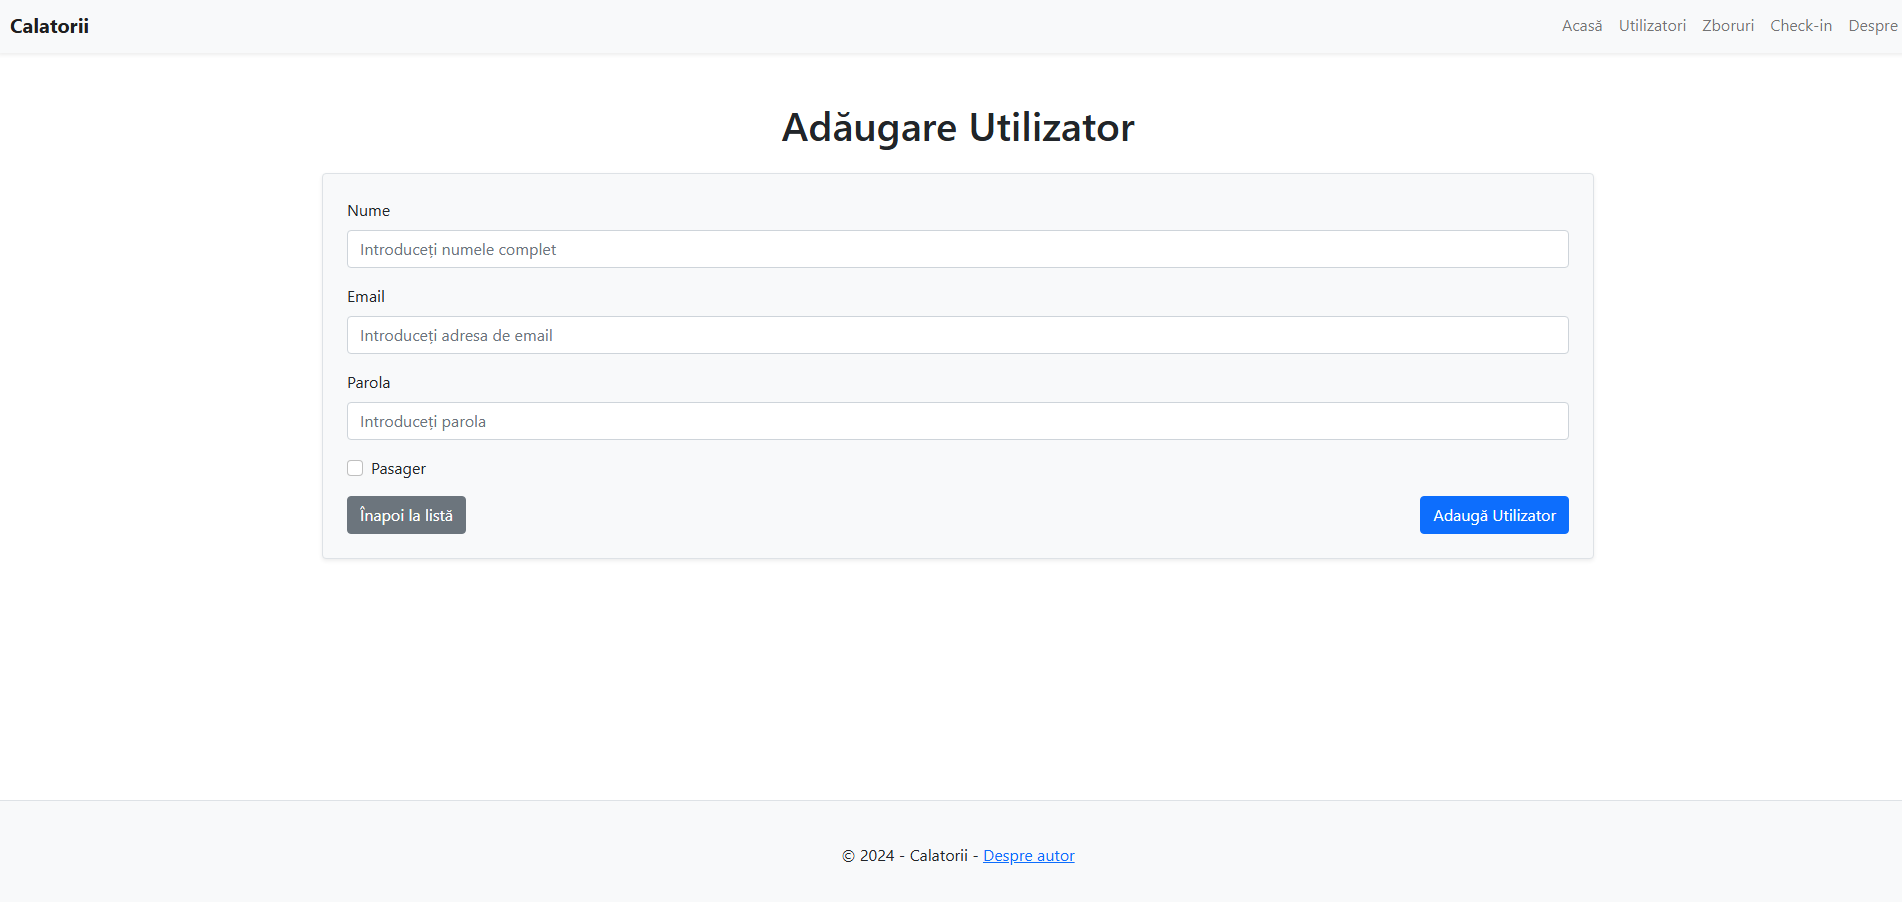 Calatorii
Acasă Utilizatori Zboruri Check-in Despre
Adăugare Utilizator
Nume
Introduceți numele complet
Email
Introduceți adresa de email
Parola
Introduceți parola
Pasager
Înapoi la listă
Adaugă Utilizator
© 2024 - Calatorii - Despre autor